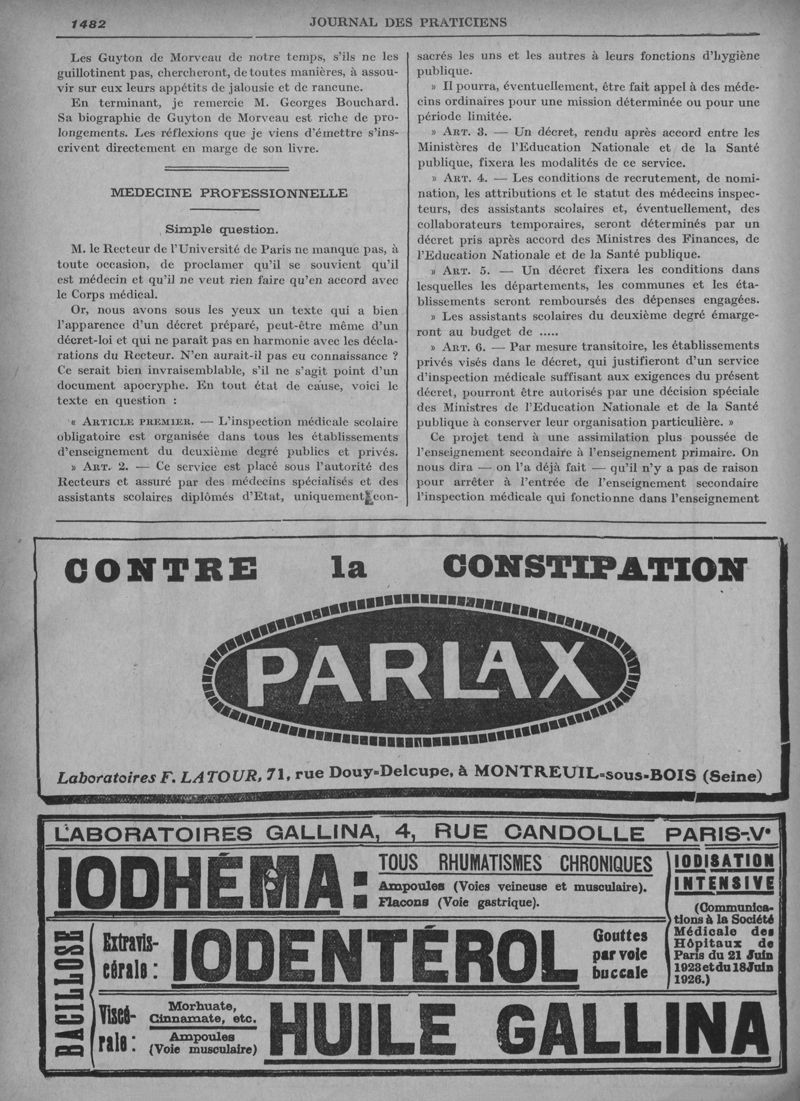 1482
JOURNAL DES PRATICIENS
Les Guyton de Morveau de notre temps, s'ils ne les
guillotinent pas, chercheront, de toutes manières, à assou-
vir sur eux leurs appétits de jalousie et de rancune.
En terminant, je remercie M. Georges Bouchard.
Sa biographie de Guyton de Morveau est riche de pro-
longements. Les réflexions que je viens d'émettre s'ins-
crivent directement en marge de son livre.
MEDECINE PROFESSIONNELLE
Simple question.
M. le Recteur de l'Université de Paris ne manque pas, à
toute occasion, de proclamer qu'il se souvient qu'il
est médecin et qu'il ne veut rien faire qu'en accord avec
le Corps médical.
Or, nous avons sous les yeux un texte qui a bien
l'apparence d'un décret préparé, peut-être même d'un
décret-loi et qui ne paraît pas en harmonie avec les décla-
rations du Recteur. N'en aurait-il pas eu connaissance ?
Ce serait bien invraisemblable, s'il ne s'agit point d'un
document apocryphe. En tout état de cause, voici le
texte en question :
« ARTICLE PREMIER. — L'inspection médicale scolaire
obligatoire est organisée dans tous les établissements
d'enseignement du deuxième degré publics et privés.
» ART. 2. — Ce service est placé sous l'autorité des
Recteurs et assuré par des médecins spécialisés et des
assistants scolaires diplômés d'Etat, uniquement con-
sacrés les uns et les autres à leurs fonctions d'hygiène
publique.
» Il pourra, éventuellement, être fait appel à des méde-
cins ordinaires pour une mission déterminée ou pour une
période limitée.
» ART. 3. — Un décret, rendu après accord entre les
Ministères de l'Education Nationale et de la Santé
publique, fixera les modalités de ce service.
» ART. 4. — Les conditions de recrutement, de nomi-
nation, les attributions et le statut des médecins inspec-
teurs, des assistants scolaires et, éventuellement, des
collaborateurs temporaires, seront déterminés par un
décret pris après accord des Ministres des Finances, de
l'Education Nationale et de la Santé publique.
» ART. 5. — Un décret fixera les conditions dans
lesquelles les départements, les communes et les éta-
blissements seront remboursés des dépenses engagées.
» Les assistants scolaires du deuxième degré émarge-
ront au budget de .....
» ART. 6. — Par mesure transitoire, les établissements
privés visés dans le décret, qui justifieront d'un service
d'inspection médicale suffisant aux exigences du présent
décret, pourront être autorisés par une décision spéciale
des Ministres de l'Education Nationale et de la Santé
publique à conserver leur organisation particulière. »
Ce projet tend à une assimilation plus poussée de
l'enseignement secondaire à l'enseignement primaire. On
nous dira — on l'a déjà fait — qu'il n'y a pas de raison
pour arrêter à l'entrée de l'enseignement secondaire
l'inspection médicale qui fonctionne dans l'enseignement
CONTRE la CONSTIPATION
PARLAX
Laboratoires F. LATOUR, 71, rue Douy-Delcupe, à MONTREUIL-sous-BOIS (Seine)
LABORATOIRES GALLINA, 4, RUE CANDOLLE PARIS-Ve
IODHÉMA :
TOUS RHUMATISMES CHRONIQUES
Ampoules (Voies veineuse et musculaire).
Flacons (Voie gastrique).
IODISATION
INTENSIVE
(Communica-
tions à la Société
Médicale des
Hôpitaux de
Paris du 21 Juin
1923 et du 18 Juin
1926.)
BACILLOSE
Extravis-
cérale :
IODENTÉROL
Gouttes
par voie
buccale
Viscé-
rale :
Morhuate,
Cinnamate, etc.
Ampoules
(Voie musculaire)
HUILE GALLINA